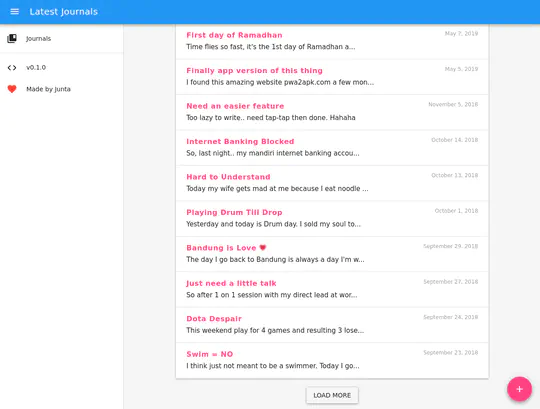 Latest Journals
Journals
v0.1.0
Made by Junta
First day of Ramadhan
May 7, 2019
Time flies so fast, it's the 1st day of Ramadhan a...
Finally app version of this thing
May 5, 2019
I found this amazing website pwa2apk.com a few mon...
Need an easier feature
November 5, 2018
Too lazy to write.. need tap-tap then done. Hahaha
Internet Banking Blocked
October 14, 2018
So, last night.. my mandiri internet banking accou...
Hard to Understand
October 13, 2018
Today my wife gets mad at me because I eat noodle ...
Playing Drum Till Drop
October 1, 2018
Yesterday and today is Drum day. I sold my soul to...
Bandung is Love ❤
September 29, 2018
The day I go back to Bandung is always a day I'm w...
Just need a little talk
September 27, 2018
So after 1 on 1 session with my direct lead at wor...
Dota Despair
September 24, 2018
This weekend play for 4 games and resulting 3 lose...
Swim = NO
September 23, 2018
I think just not meant to be a swimmer. Today I go...
LOAD MORE